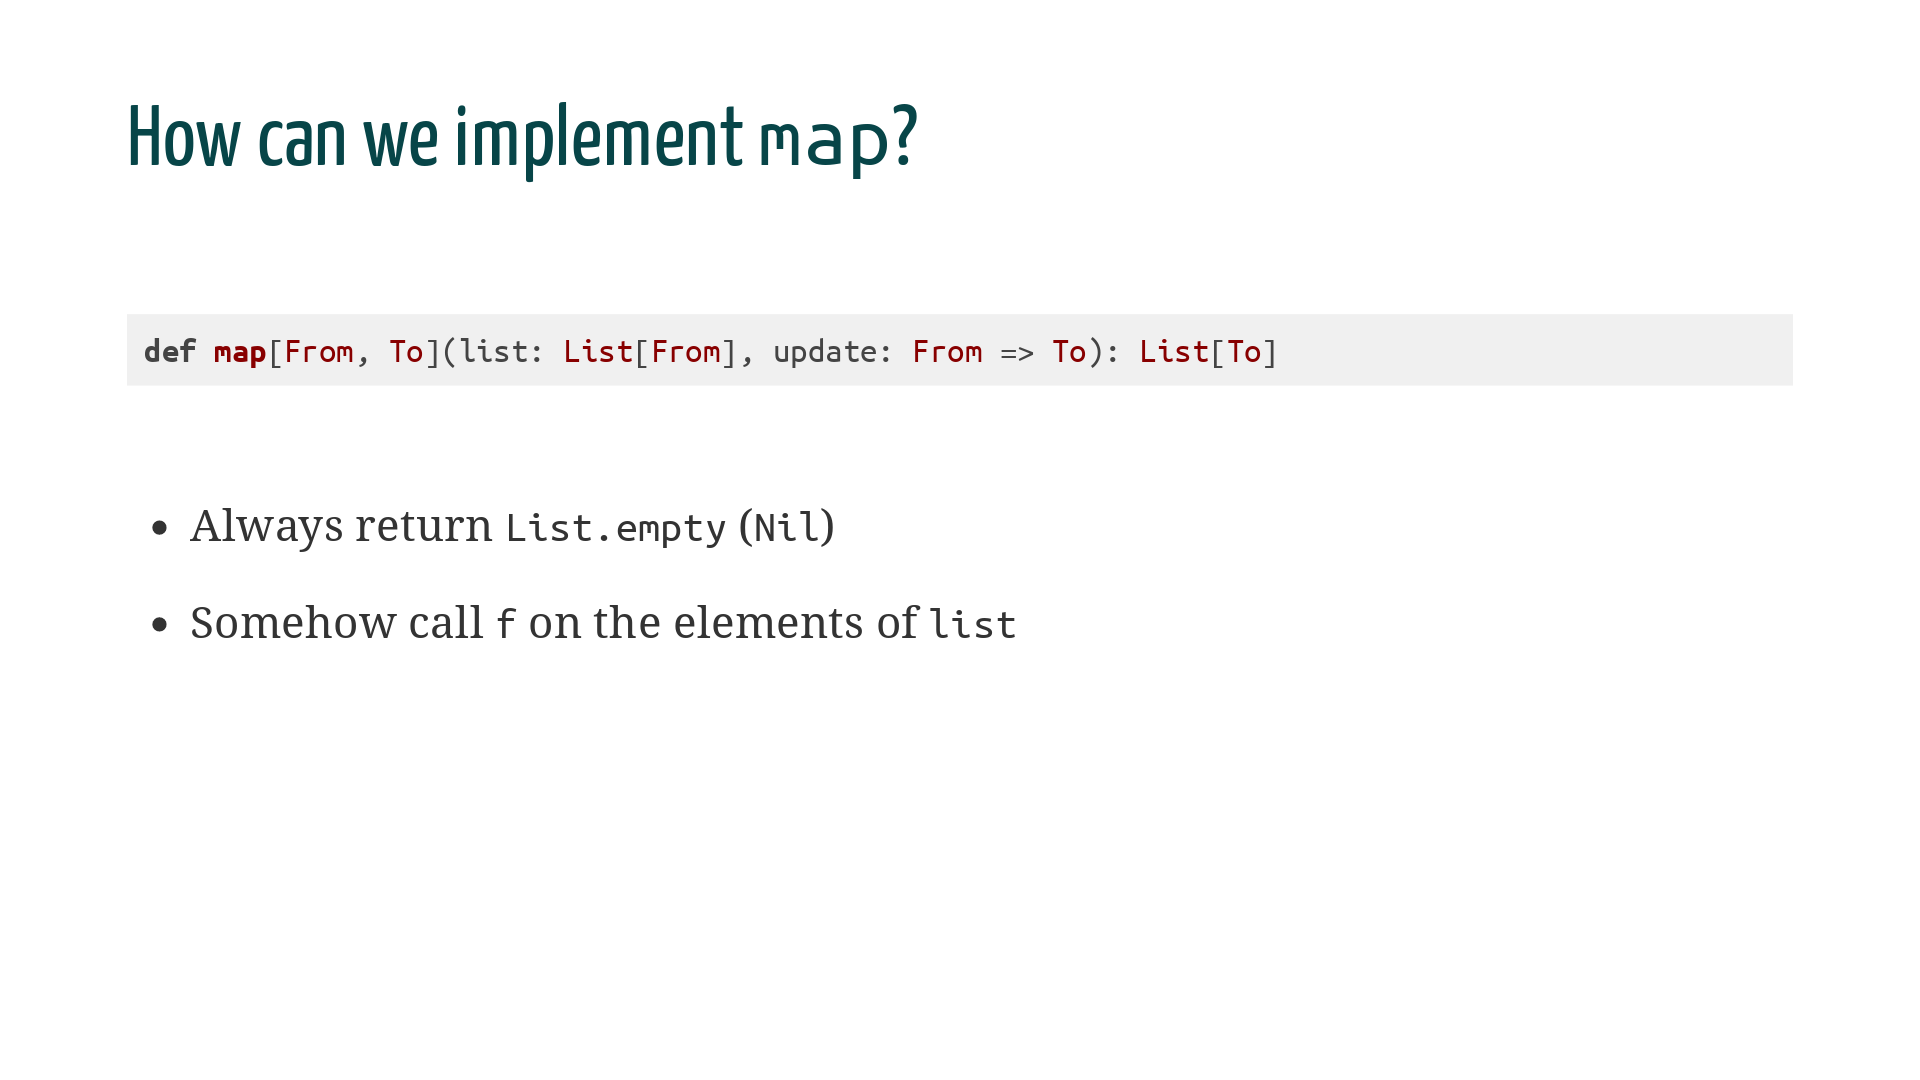 How can we implement map?
def map[From, To](list: List[From], update: From => To): List[To]
• Always return List.empty (Nil)
• Somehow call f on the elements of list